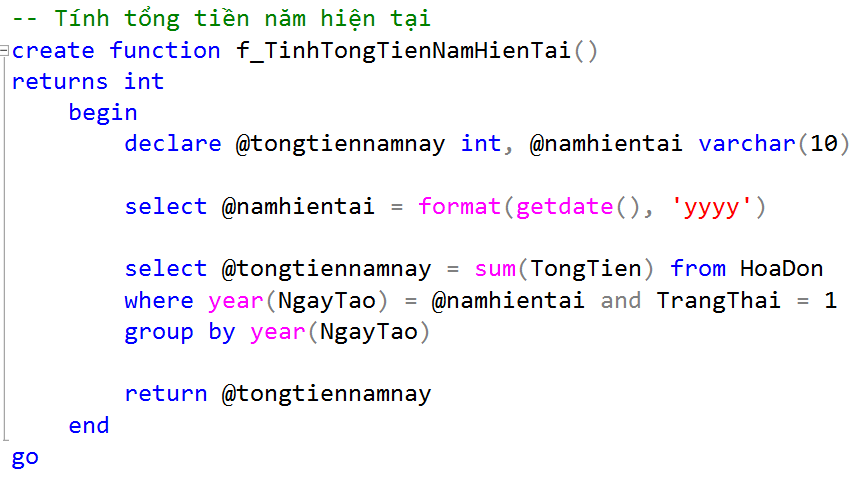 -- Tính tổng tiền năm hiện tại
create function f_TinhTongTienNamHienTai()
returns int
begin
declare @tongtiennamnay int, @namhientai varchar(10)
select @namhientai = format(getdate(), 'yyyy')
select @tongtiennamnay = sum(TongTien) from HoaDon
where year(NgayTao) = @namhientai and TrangThai = 1
group by year(NgayTao)
return @tongtiennamnay
end
go